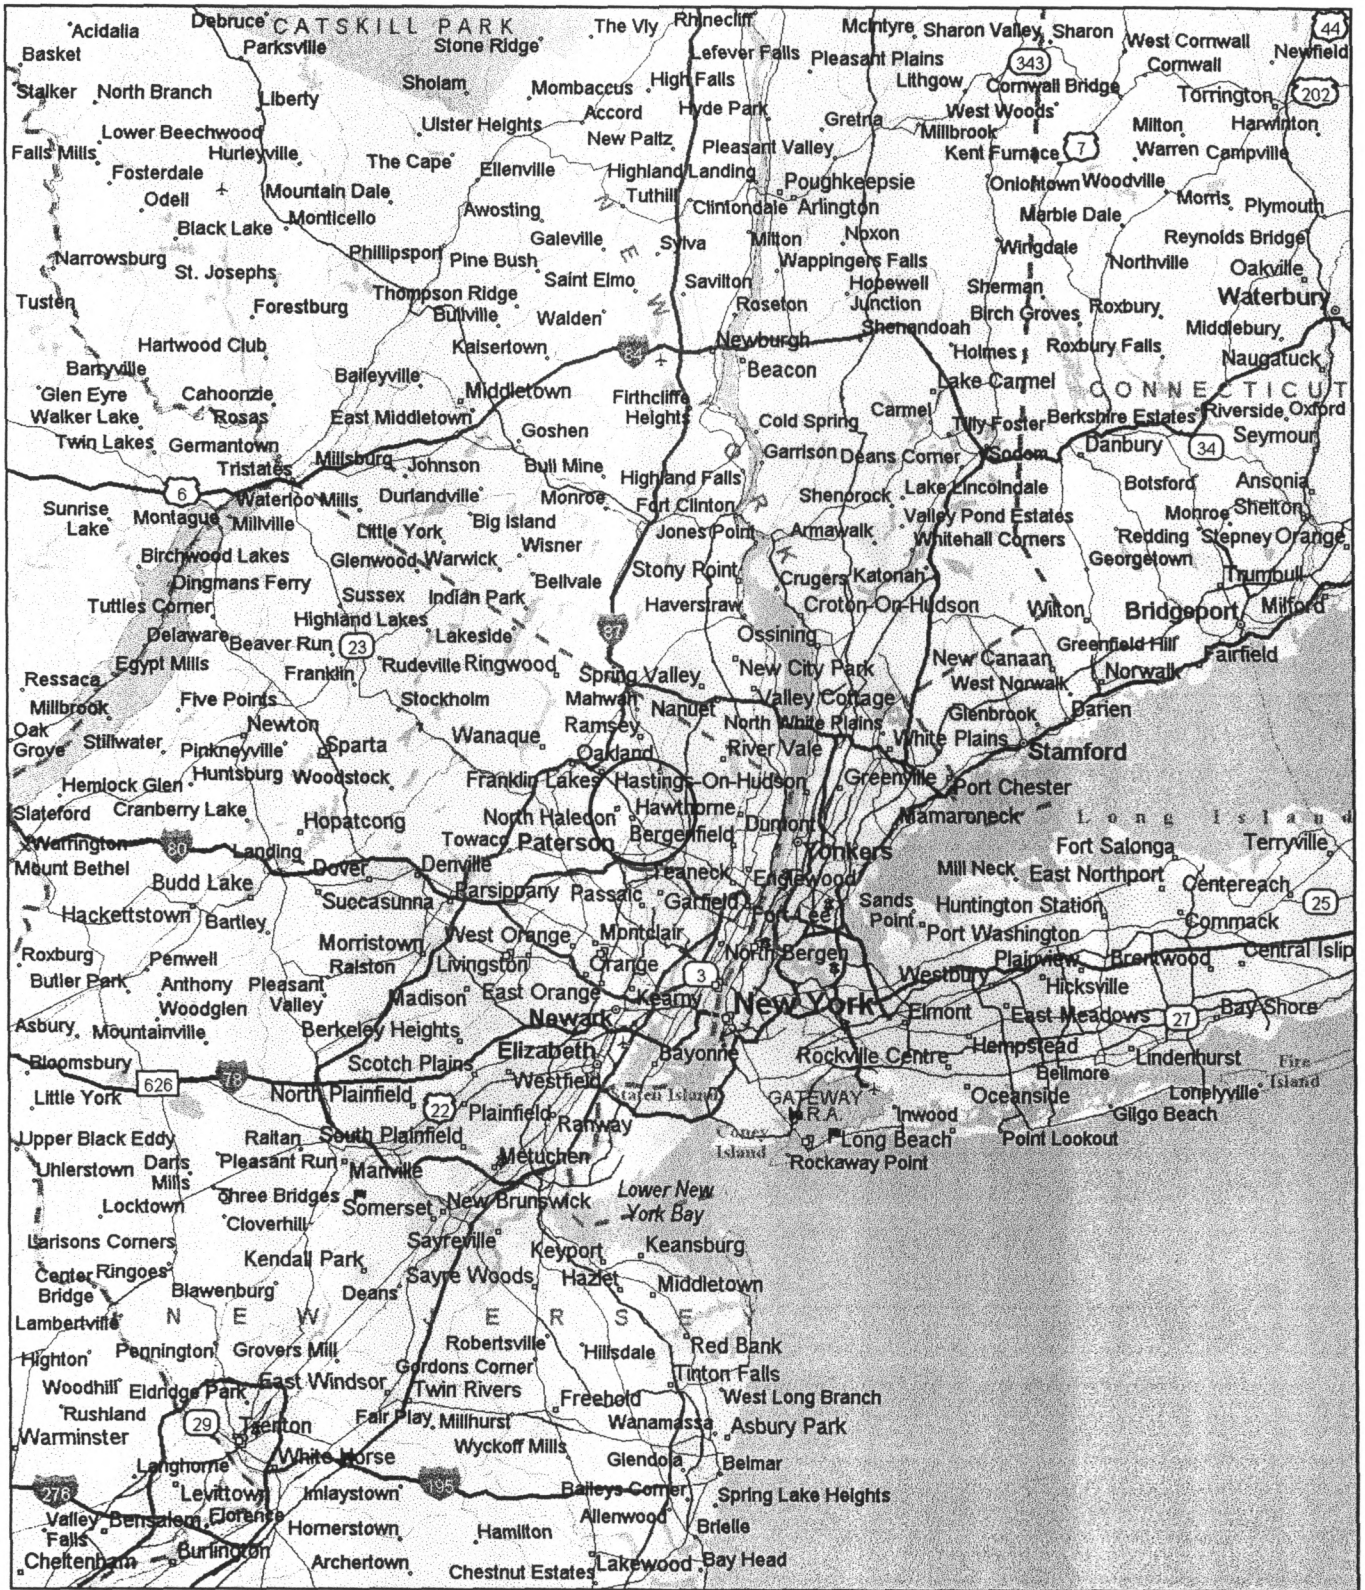 Acidalia
Debruce
CATSKILL PARK
The Vly
Rhinecliff
McIntyre
Sharon Valley
Sharon
West Cornwall
44
Basket
Parksville
Stone Ridge
Lefever Falls
Pleasant Plains
343
Cornwall
Newfield
Stalker
North Branch
Liberty
Sholam
Mombaccus
High Falls
Lithgow
Cornwall Bridge
Torrington
202
Accord
Hyde Park
West Woods
Lower Beechwood
Ulster Heights
New Paltz
Gretna
Millbrook
Milton
Harwinton
Falls Mills
Hurleyville
The Cape
Pleasant Valley
Kent Furnace
7
Warren
Campville
Fosterdale
Ellenville
Highland Landing
Poughkeepsie
Oniontown
Woodville
Odell
Mountain Dale
Tuthill
Clintondale
Arlington
Morris
Plymouth
Monticello
Awosting
Marble Dale
Black Lake
Galeville
Sylva
Milton
Noxon
Wingdale
Reynolds Bridge
Narrowsburg
Phillipsport
Pine Bush
Wappingers Falls
Northville
Oakville
St. Josephs
Saint Elmo
Savilton
Hopewell
Junction
Sherman
Waterbury
Tusten
Forestburg
Thompson Ridge
Bullville
Walden
Roseton
Birch Groves
Roxbury
Shenandoah
Middlebury
Hartwood Club
Kaisertown
84
Newburgh
Holmes
Roxbury Falls
Naugatuck
Barryville
Baileyville
Beacon
Glen Eyre
Cahoonzie
Middletown
Firthcliffe
Heights
Lake Carmel
CONNECTICUT
Walker Lake
Rosas
East Middletown
Cold Spring
Carmel
Tilly Foster
Berkshire Estates
Riverside
Oxford
Twin Lakes
Germantown
Goshen
Garrison
Deans Corner
Sodom
Danbury
34
Seymour
Tristates
Millsburg
Johnson
Bull Mine
Highland Falls
6
Waterloo Mills
Durlandville
Monroe
Fort Clinton
Shenorock
Lake Lincolndale
Botsford
Ansonia
Sunrise
Lake
Montague
Millville
Big Island
Valley Pond Estates
Monroe
Shelton
Little York
Wisner
Jones Point
Armawalk
Whitehall Corners
Redding
Stepney
Orange
Birchwood Lakes
Glenwood
Warwick
Georgetown
Dingmans Ferry
Bellvale
Stony Point
Crugers
Katonah
Trumbull
Tuttles Corner
Sussex
Indian Park
Haverstraw
Croton-On-Hudson
Wilton
Bridgeport
Milford
Highland Lakes
87
Delaware
Beaver Run
23
Lakeside
Ossining
Greenfield Hill
Fairfield
Egypt Mills
Franklin
Rudeville
Ringwood
Spring Valley
New City Park
New Canaan
Norwalk
Ressaca
Five Points
Stockholm
Mahwah
Valley Cottage
West Norwalk
Millbrook
Newton
Nanuet
North White Plains
Glenbrook
Darien
Oak
Grove
Stillwater
Pinkneyville
Sparta
Wanaque
Ramsey
River Vale
White Plains
Stamford
Hemlock Glen
Huntsburg
Woodstock
Oakland
Franklin Lakes
Hastings-On-Hudson
Greenville
Port Chester
Slateford
Cranberry Lake
Hopatcong
North Haledon
Hawthorne
Mamaroneck
Long Island
Warrington
80
Landing
Towaco
Paterson
Bergenfield
Dumont
Yonkers
Fort Salonga
Terryville
Mount Bethel
Dover
Denville
Teaneck
Englewood
Mill Neck
East Northport
Centereach
Budd Lake
Succasunna
Parsippany
Passaic
Garfield
Fort Lee
Sands
Point
Huntington Station
25
Hackettstown
Bartley
Commack
Morristown
West Orange
Montclair
Port Washington
Roxburg
Penwell
Ralston
Livingston
Orange
North Bergen
3
Plainview
Brentwood
Central Islip
Butler Park
Anthony
Pleasant
Valley
Westbury
Hicksville
Woodglen
Madison
East Orange
Kearny
New York
Elmont
East Meadows
27
Bay Shore
Asbury
Mountainville
Berkeley Heights
Newark
Bloomsbury
Scotch Plains
Elizabeth
Bayonne
Rockville Centre
Hempstead
Lindenhurst
Fire
Island
626
78
Westfield
Bellmore
Little York
North Plainfield
Staten Island
GATEWAY
N.R.A.
Oceanside
Lonelyville
22
Plainfield
Inwood
Gilgo Beach
Rahway
Upper Black Eddy
Raitan
South Plainfield
Coney
Island
Long Beach
Point Lookout
Uhlerstown
Darts
Mills
Pleasant Run
Manville
Metuchen
Rockaway Point
Three Bridges
Somerset
New Brunswick
Lower New
York Bay
Locktown
Cloverhill
Larisons Corners
Sayreville
Kendall Park
Keyport
Keansburg
Center
Bridge
Ringoes
Blawenburg
Sayre Woods
Hazlet
Deans
Middletown
Lambertville
NEW JERSEY
Highton
Pennington
Grovers Mill
Robertsville
Hillsdale
Red Bank
Gordons Corner
Tinton Falls
Woodhill
Eldridge Park
East Windsor
Twin Rivers
West Long Branch
Rushland
29
Freehold
Trenton
Fair Play
Millhurst
Wanamassa
Asbury Park
Warminster
Wyckoff Mills
White Horse
Glendola
Belmar
Langhorne
276
Levittown
Imlaystown
195
Baileys Corner
Spring Lake Heights
Valley
Falls
Bensalem
Florence
Hornerstown
Hamilton
Allenwood
Brielle
Cheltenham
Burlington
Archertown
Chestnut Estates
Lakewood
Bay Head